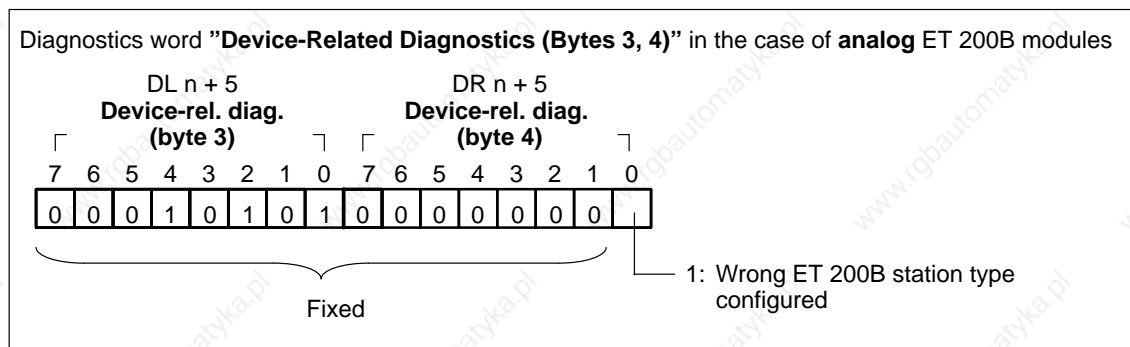 Diagnostics word ”Device-Related Diagnostics (Bytes 3, 4)” in the case of analog ET 200B modules
DL n + 5 DR n + 5
Device-rel. diag. Device-rel. diag.
(byte 3) (byte 4)
7 6 5 4 3 2 1 0 7 6 5 4 3 2 1 0
0 0 0 1 0 1 0 1 0 0 0 0 0 0 0
1: Wrong ET 200B station type
configured
Fixed
www.rgbautomatyka.pl